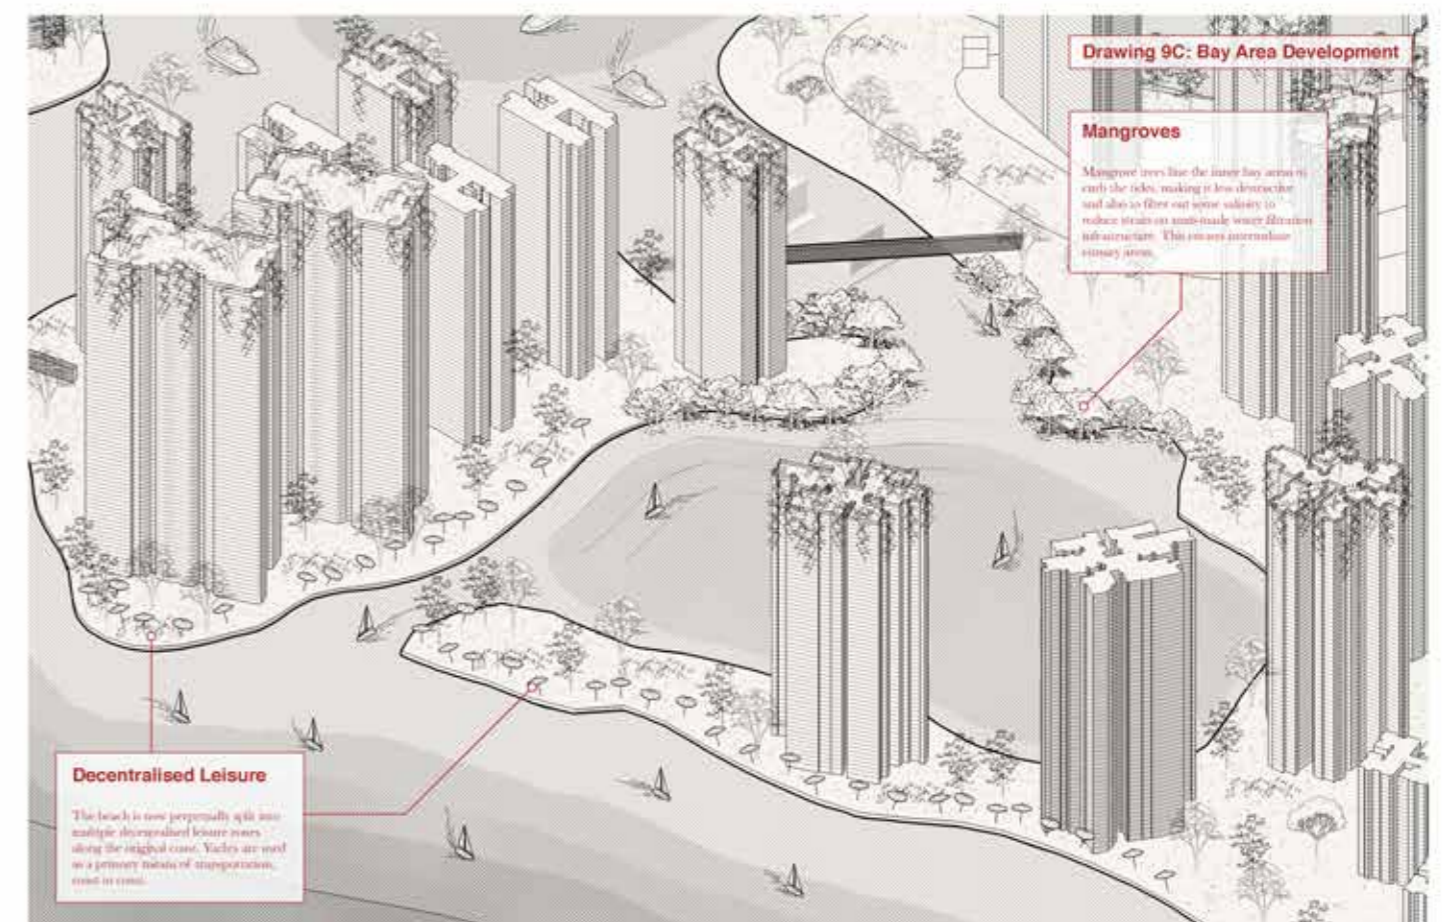 Drawing 9C: Bay Area Development
Mangroves
Mangrove trees line the inner bay areas to
curb the tides, making it less destructive
and also to filter out some salinity to
reduce strain on man-made water filtration
infrastructure. This creates intermediate
estuary areas.
Decentralised Leisure
The beach is now perpetually split into
multiple decentralised leisure zones
along the original coast. Yachts are used
as a primary means of transportation,
coast to coast.